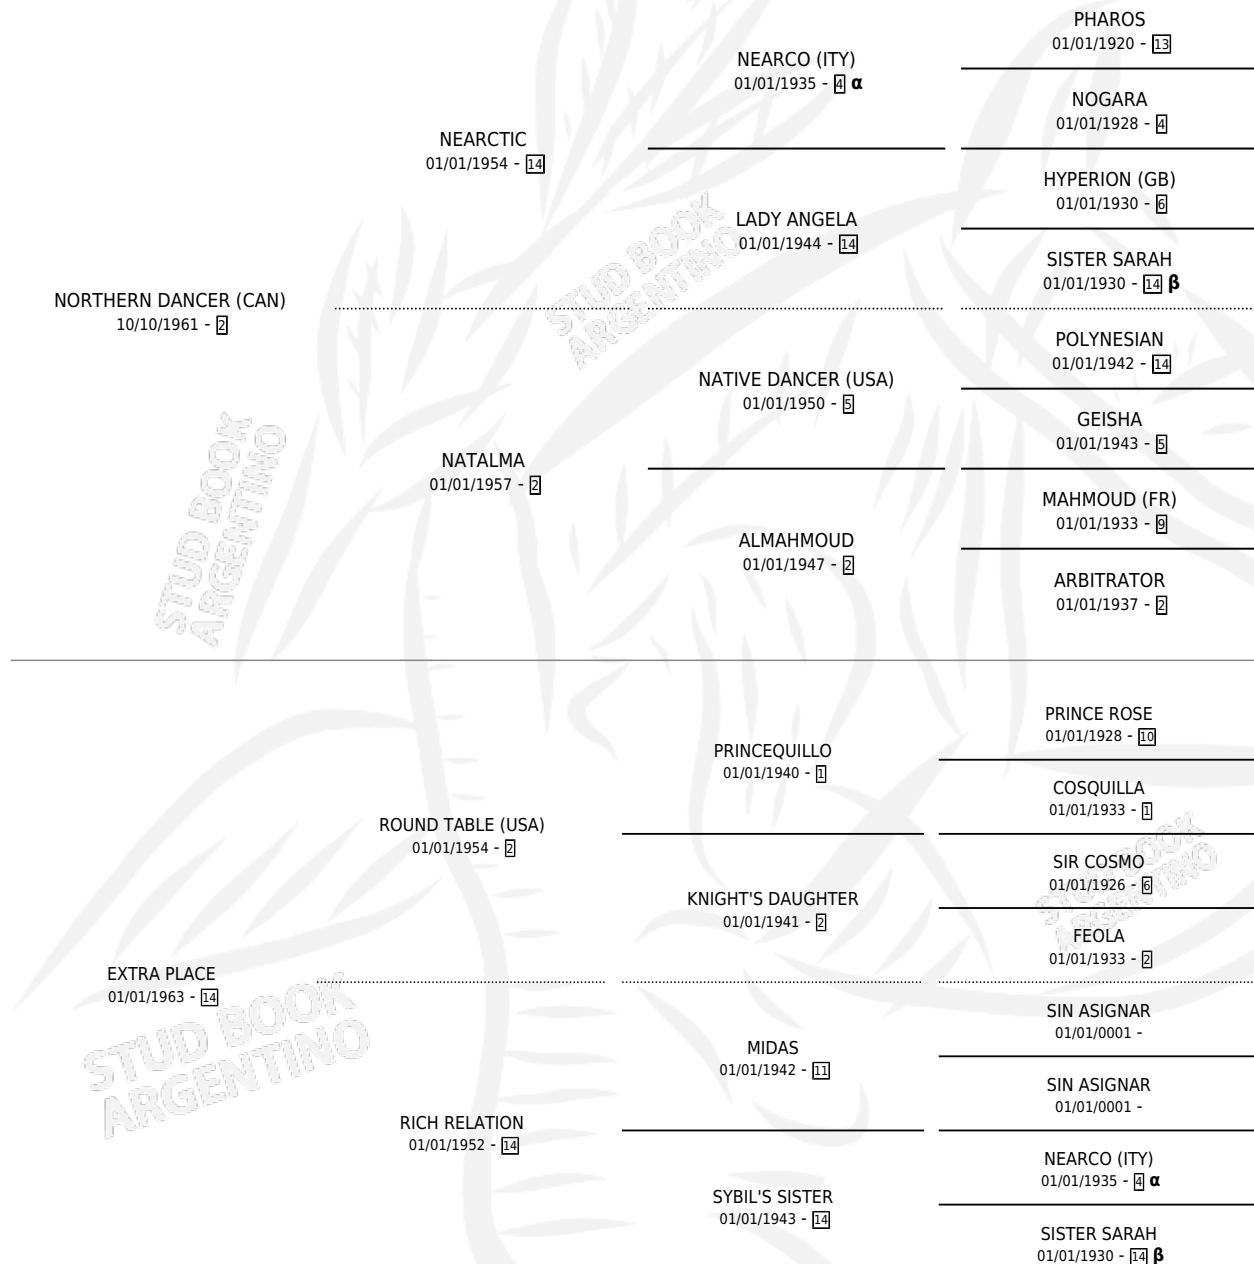 PHAROS
01/01/1920 - 13
NEARCO (ITY)
01/01/1935 - 4 α
NOGARA
01/01/1928 - 4
NEARCTIC
01/01/1954 - 14
HYPERION (GB)
01/01/1930 - 6
LADY ANGELA
01/01/1944 - 14
SISTER SARAH
01/01/1930 - 14 β
NORTHERN DANCER (CAN)
10/10/1961 - 2
POLYNESIAN
01/01/1942 - 14
NATIVE DANCER (USA)
01/01/1950 - 5
GEISHA
01/01/1943 - 5
NATALMA
01/01/1957 - 2
MAHMOUD (FR)
01/01/1933 - 9
ALMAHMOUD
01/01/1947 - 2
ARBITRATOR
01/01/1937 - 2
PRINCE ROSE
01/01/1928 - 10
PRINCEQUILLO
01/01/1940 - 1
COSQUILLA
01/01/1933 - 1
ROUND TABLE (USA)
01/01/1954 - 2
SIR COSMO
01/01/1926 - 6
KNIGHT'S DAUGHTER
01/01/1941 - 2
FEOLA
01/01/1933 - 2
EXTRA PLACE
01/01/1963 - 14
SIN ASIGNAR
01/01/0001 -
MIDAS
01/01/1942 - 11
SIN ASIGNAR
01/01/0001 -
RICH RELATION
01/01/1952 - 14
NEARCO (ITY)
01/01/1935 - 4 α
SYBIL'S SISTER
01/01/1943 - 14
SISTER SARAH
01/01/1930 - 14 β
STUD BOOK
ARGENTINO
STUD BOOK
ARGENTINO
STUD BOOK
ARGENTINO
STUD BOOK
ARGENTINO